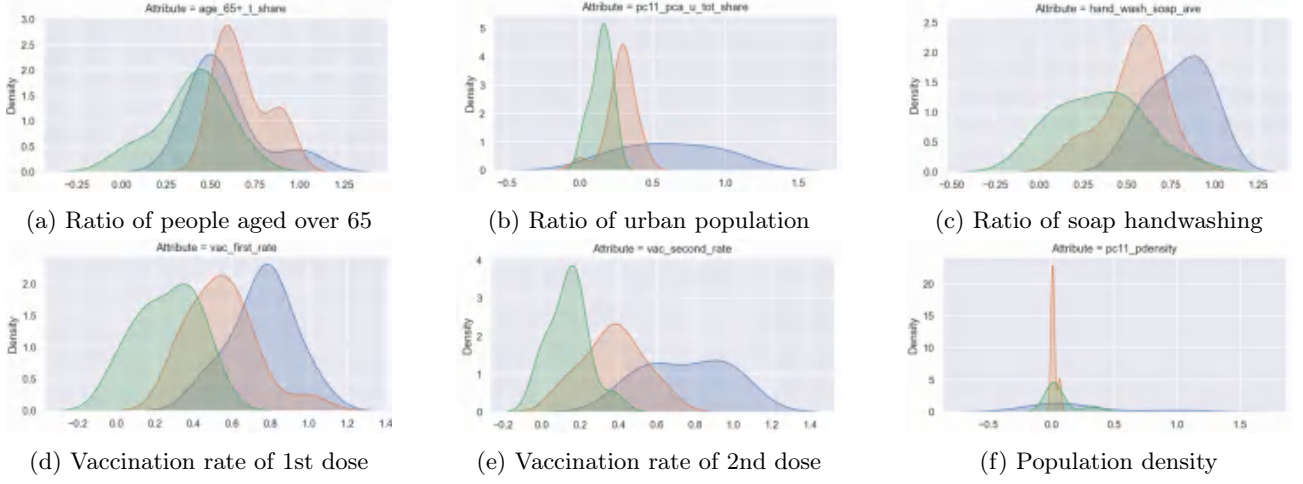 Attribute = age_65+_t_share
Density
3.0
2.5
2.0
1.5
1.0
0.5
0.0
−0.25 0.00 0.25 0.50 0.75 1.00 1.25
(a) Ratio of people aged over 65
Attribute = pc11_pca_u_tot_share
Density
5
4
3
2
1
0
−0.5 0.0 0.5 1.0 1.5
(b) Ratio of urban population
Attribute = hand_wash_soap_ave
Density
2.5
2.0
1.5
1.0
0.5
0.0
−0.50 −0.25 0.00 0.25 0.50 0.75 1.00 1.25
(c) Ratio of soap handwashing
Attribute = vac_first_rate
Density
2.0
1.5
1.0
0.5
0.0
−0.2 0.0 0.2 0.4 0.6 0.8 1.0 1.2 1.4
(d) Vaccination rate of 1st dose
Attribute = vac_second_rate
Density
4
3
2
1
0
−0.2 0.0 0.2 0.4 0.6 0.8 1.0 1.2 1.4
(e) Vaccination rate of 2nd dose
Attribute = pc11_pdensity
Density
20
15
10
5
0
−0.5 0.0 0.5 1.0 1.5
(f) Population density